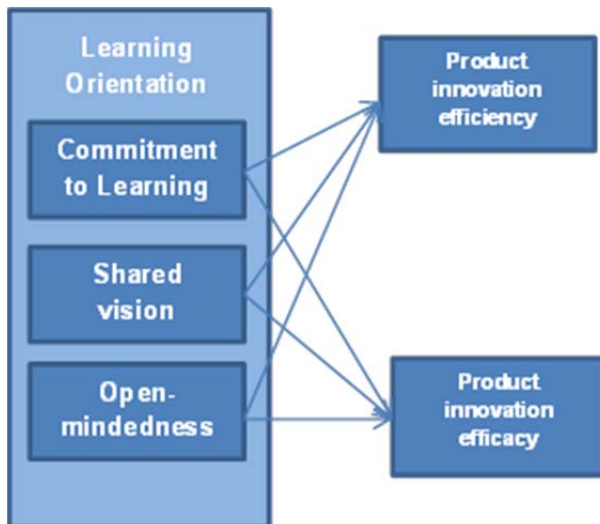 Learning
Orientation
Commitment
to Learning
Shared
vision
Open-
mindedness
Product
innovation
efficiency
Product
innovation
efficacy